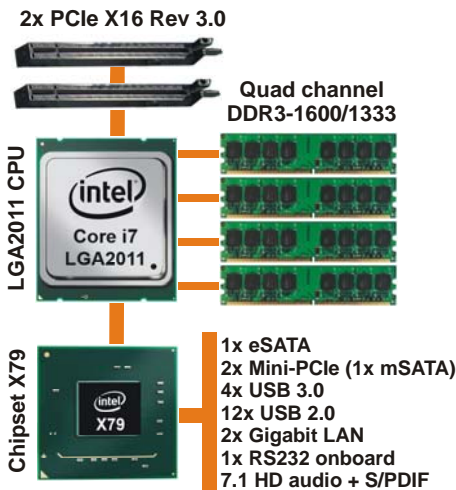 2x PCIe X16 Rev 3.0
Quad channel
DDR3-1600/1333
LGA2011 CPU
intel
Core i7
LGA2011
Chipset X79
intel
X79
1x eSATA
2x Mini-PCIe (1x mSATA)
4x USB 3.0
12x USB 2.0
2x Gigabit LAN
1x RS232 onboard
7.1 HD audio + S/PDIF